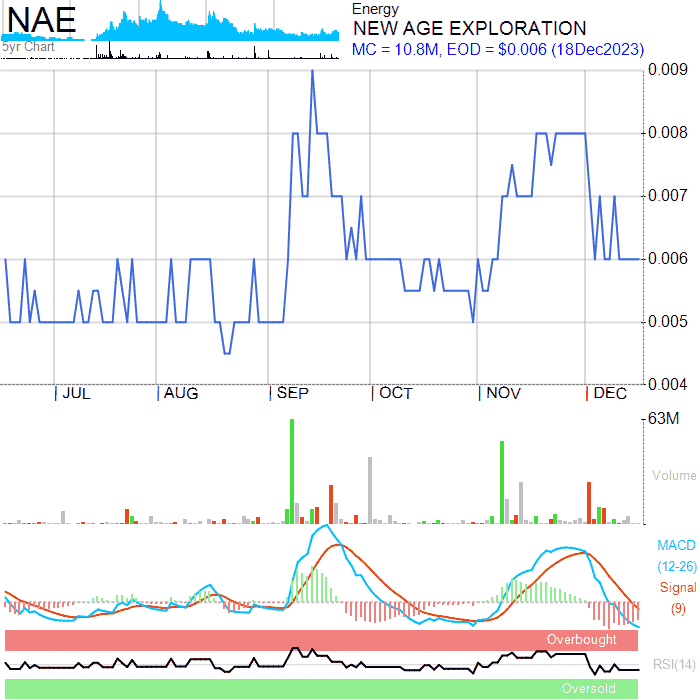 NAE
5yr Chart
Energy
NEW AGE EXPLORATION
MC = 10.8M, EOD = $0.006 (18Dec2023)
0.009
0.008
0.007
0.006
0.005
0.004
JUL AUG SEP OCT NOV DEC
63M
Volume
MACD
(12-26)
Signal
(9)
Overbought
RSI(14)
Oversold